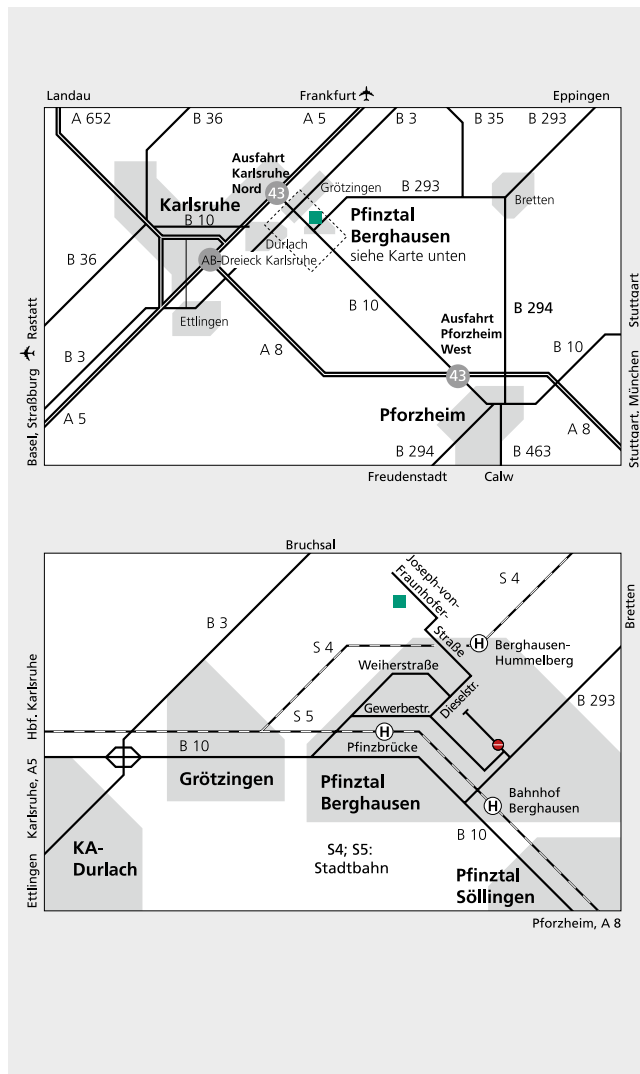 Landau
Frankfurt
Eppingen
A 652
B 36
A 5
B 3
B 35
B 293
Ausfahrt
Karlsruhe
Nord
43
Grötzingen
B 293
Karlsruhe
Bretten
B 10
Pfinztal
Berghausen
siehe Karte unten
Durlach
AB-Dreieck Karlsruhe
B 36
B 10
B 294
Ettlingen
Ausfahrt
Pforzheim
West
B 10
A 8
B 3
43
A 5
Pforzheim
A 8
B 294
B 463
Freudenstadt
Calw
Basel, Straßburg
Rastatt
Stuttgart
Stuttgart, München
Bruchsal
Joseph-von-
Fraunhofer-
Straße
S 4
Bretten
B 3
S 4
H
Berghausen-
Hummelberg
Weiherstraße
Dieselstr.
B 293
Gewerbestr.
S 5
H
Pfinzbrücke
B 10
Hbf. Karlsruhe
Karlsruhe, A5
Ettlingen
Grötzingen
Pfinztal
Berghausen
H
Bahnhof
Berghausen
B 10
KA-
Durlach
S4; S5:
Stadtbahn
Pfinztal
Söllingen
Pforzheim, A 8